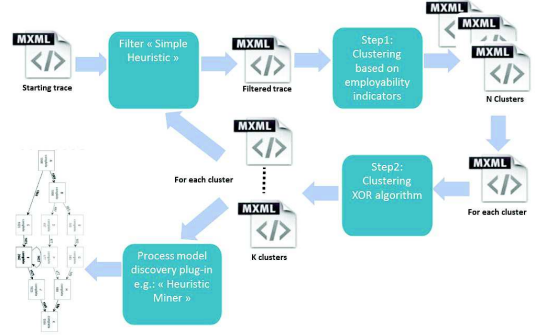 MXML
Starting trace
Filter « Simple
Heuristic »
MXML
Filtered trace
Step1:
Clustering
based on
employability
indicators
MXML
MXML
MXML
N Clusters
MXML
For each cluster
Step2:
Clustering
XOR algorithm
MXML
For each cluster
MXML
K clusters
Process model
discovery plug-in
e.g.: « Heuristic
Miner »